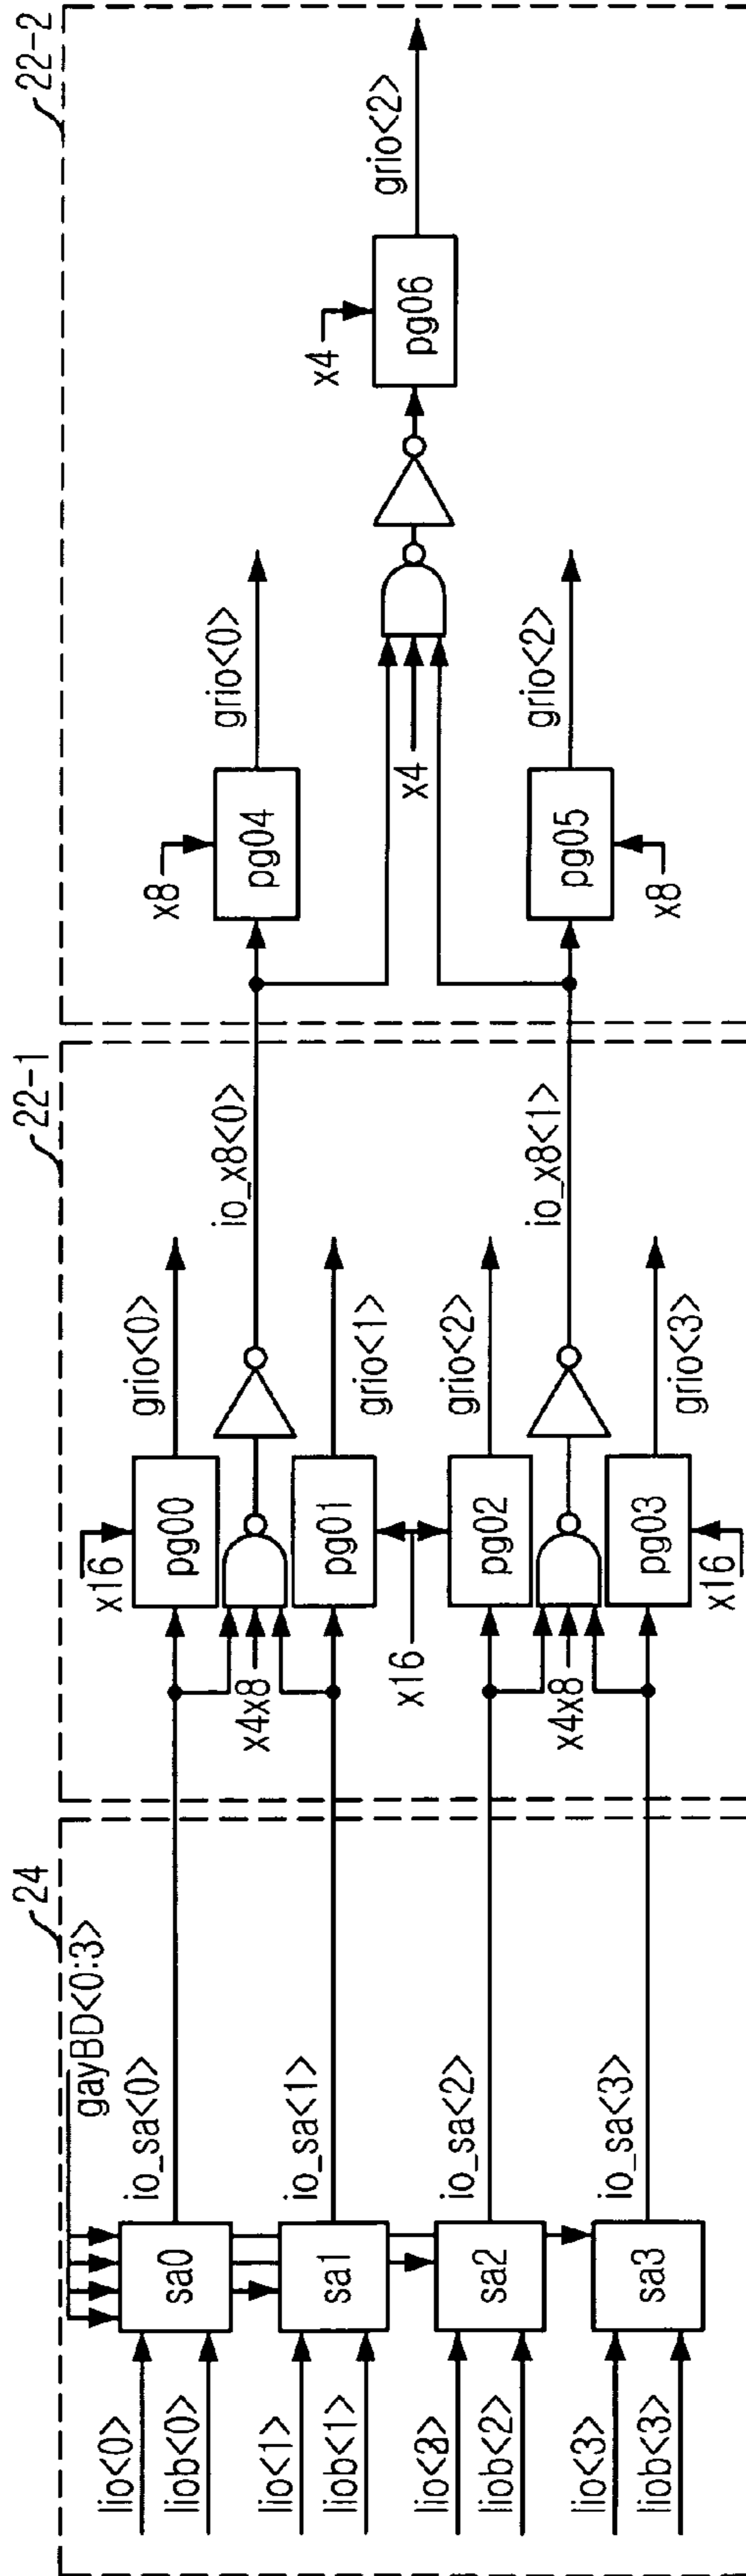 24
gayBD<0:3>
lio<0>
liob<0>
sa0
io_sa<0>
lio<1>
liob<1>
sa1
io_sa<1>
liob<2>
sa2
io_sa<2>
lio<3>
liob<3>
sa3
io_sa<3>
22-1
x16
pg00
grio<0>
x4x8
io_x8<0>
pg01
grio<1>
x16
pg02
grio<2>
x4x8
io_x8<1>
pg03
grio<3>
x16
22-2
x8
pg04
grio<0>
x4
x4
pg06
grio<2>
pg05
grio<2>
x8